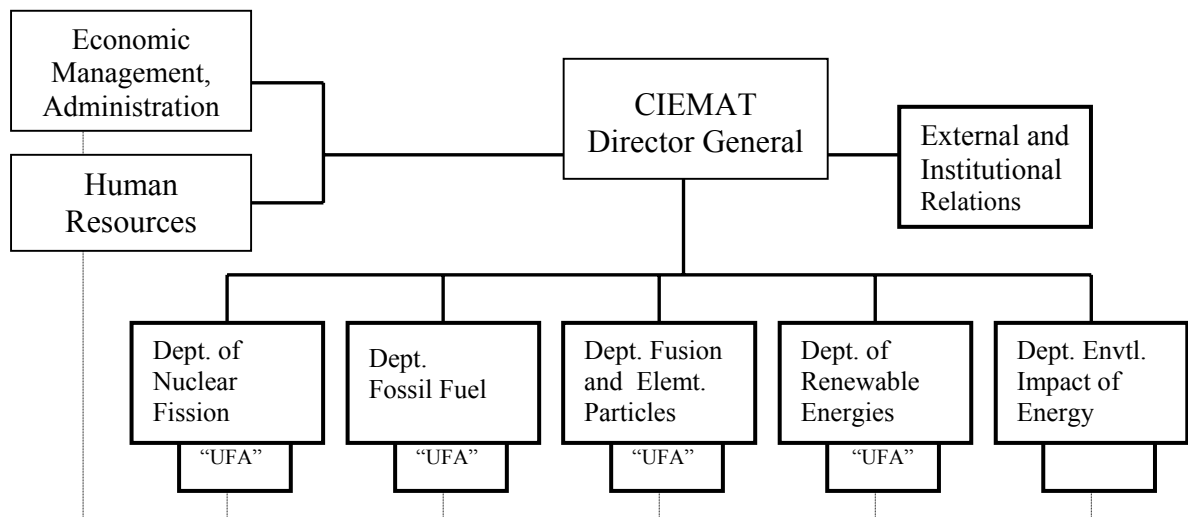 Economic
Management,
Administration
CIEMAT
Director General
External and
Institutional
Relations
Human
Resources
Dept. of
Nuclear
Fission
Dept.
Fossil Fuel
Dept. Fusion
and Elemt.
Particles
Dept. of
Renewable
Energies
Dept. Envtl.
Impact of
Energy
“UFA”
“UFA”
“UFA”
“UFA”